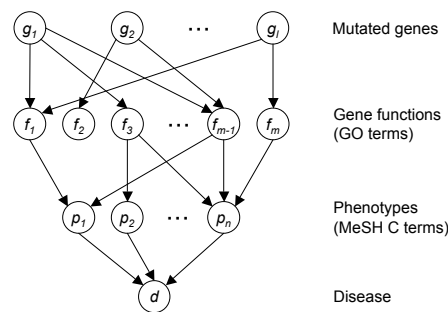 g1 g2 ... gl Mutated genes
f1 f2 f3 ... fm-1 fm Gene functions
(GO terms)
p1 p2 ... pn Phenotypes
(MeSH C terms)
d Disease